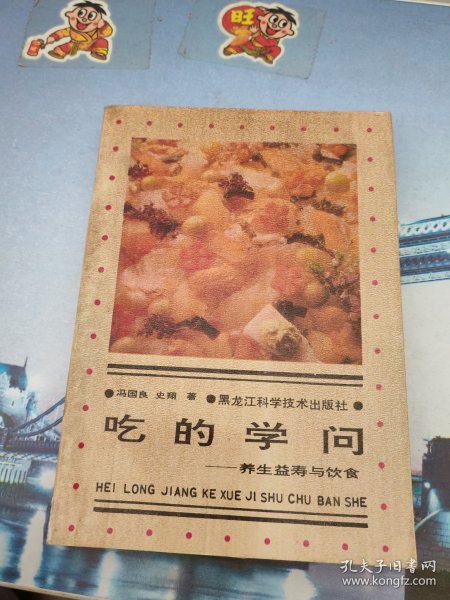 旺
●冯国良 史翔 著 ●黑龙江科学技术出版社●
吃的学问
——养生益寿与饮食
HEI LONG JIANG KE XUE JI SHU CHU BAN SHE
孔夫子旧书网
www.kongfz.com